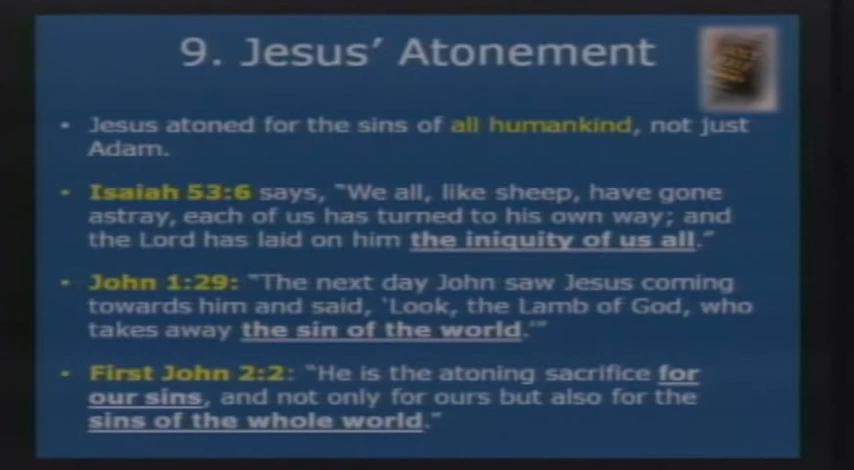 9. Jesus' Atonement
• Jesus atoned for the sins of all humankind, not just
Adam.
• Isaiah 53:6 says, "We all, like sheep, have gone
astray, each of us has turned to his own way; and
the Lord has laid on him the iniquity of us all."
• John 1:29: "The next day John saw Jesus coming
towards him and said, 'Look, the Lamb of God, who
takes away the sin of the world.'"
• First John 2:2: "He is the atoning sacrifice for
our sins, and not only for ours but also for the
sins of the whole world."